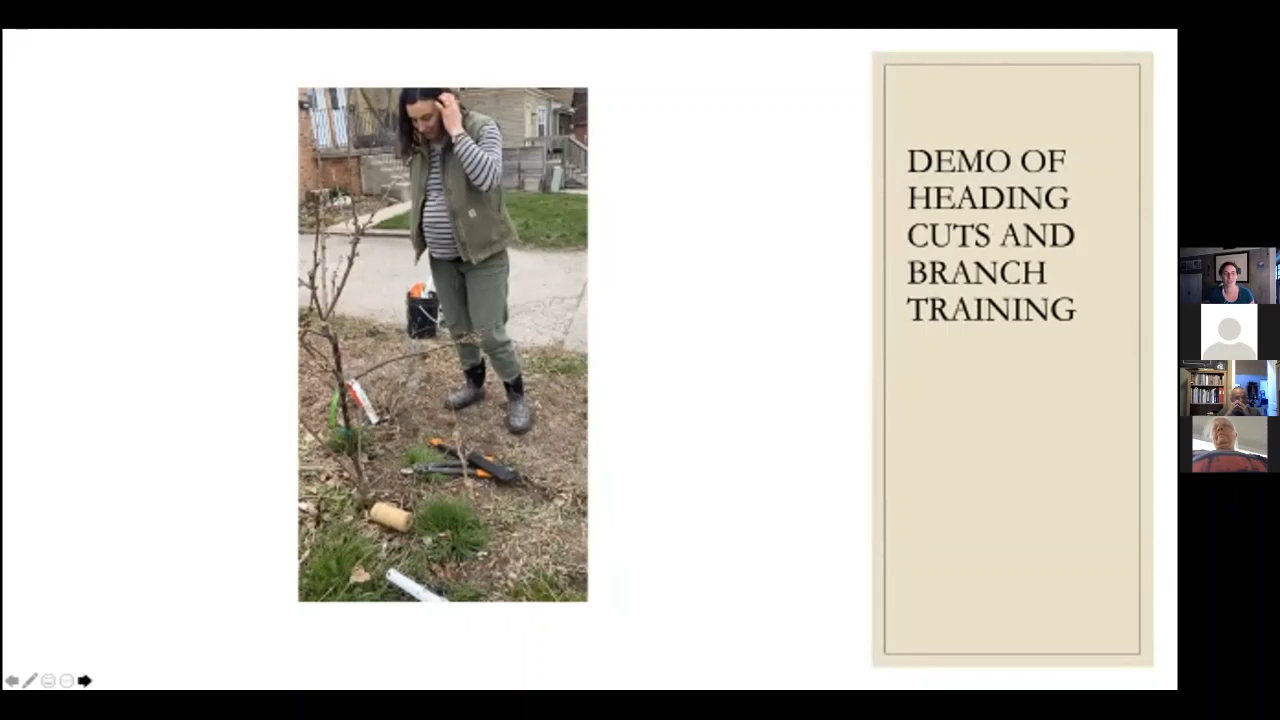 DEMO OF
HEADING
CUTS AND
BRANCH
TRAINING